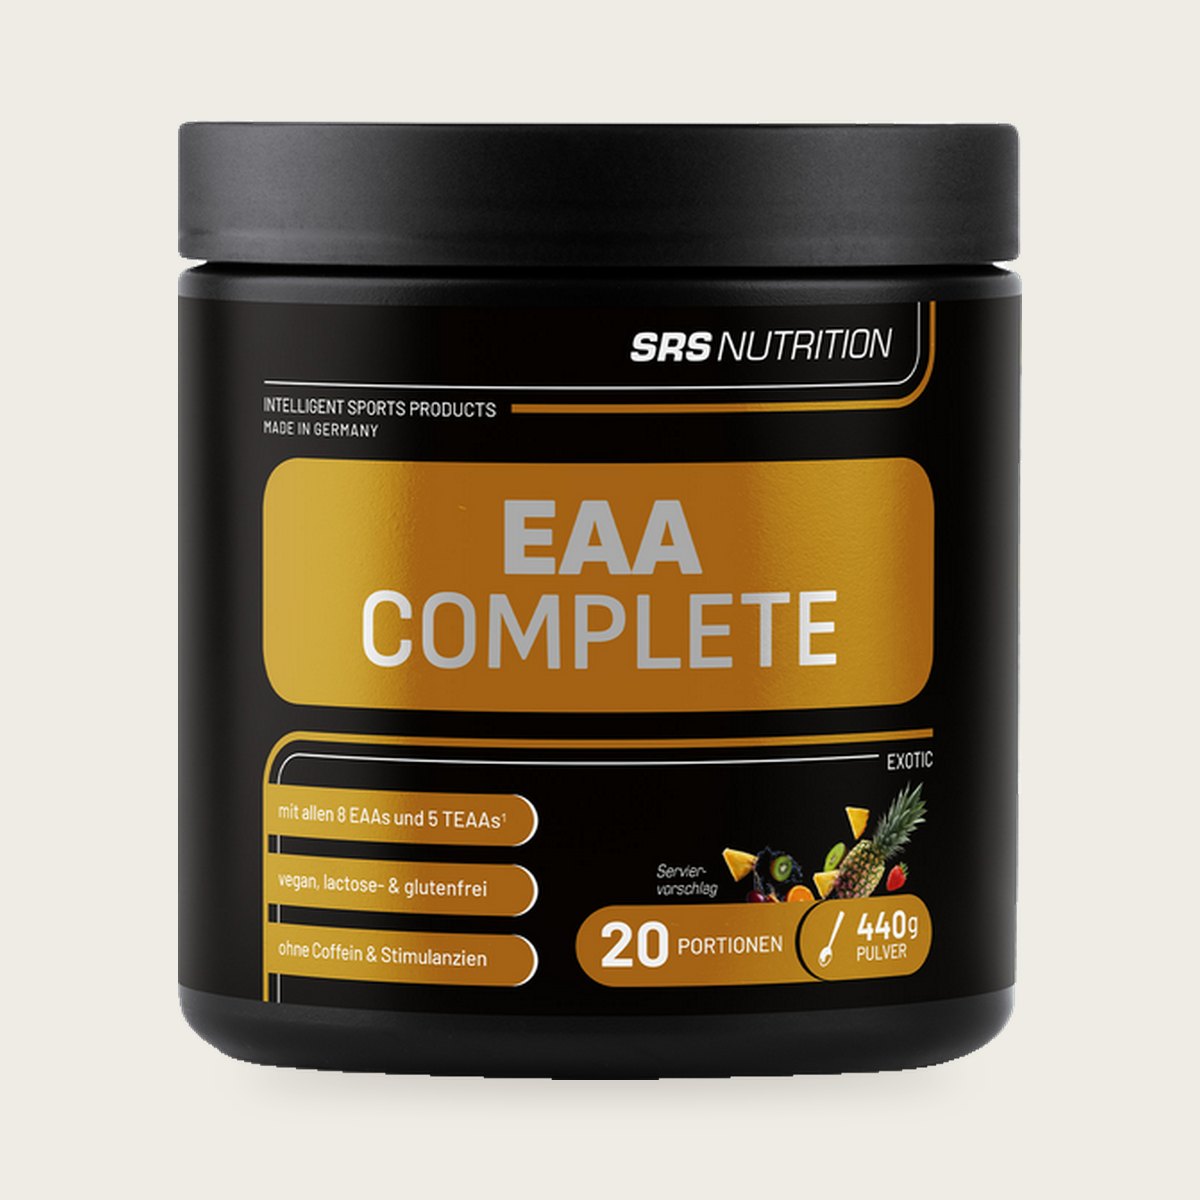 SRS NUTRITION
INTELLIGENT SPORTS PRODUCTS
MADE IN GERMANY
EAA
COMPLETE
EXOTIC
mit allen 8 EAAs und 5 TEAAs¹
vegan, lactose- & glutenfrei
ohne Coffein & Stimulanzien
Servier-
vorschlag
20 PORTIONEN
440g
PULVER